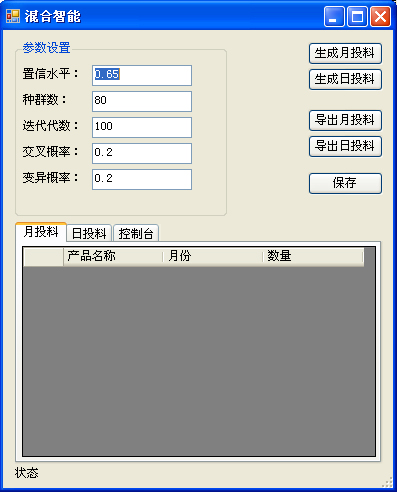 混合智能
参数设置
置信水平： 0.65
种群数： 80
迭代代数： 100
交叉概率： 0.2
变异概率： 0.2
生成月投料
生成日投料
导出月投料
导出日投料
保存
月投料 日投料 控制台
产品名称 月份 数量
状态